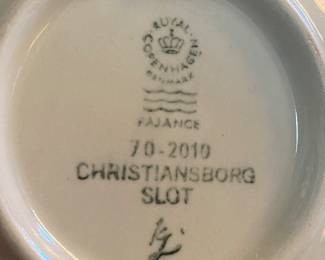 ROYAL
COPENHAGEN
DENMARK
FAJANCE
70-2010
CHRISTIANSBORG
SLOT